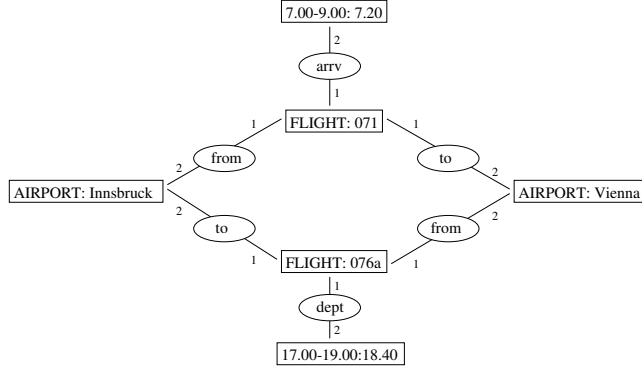 7.00-9.00: 7.20
2
arrv
1
1
FLIGHT: 071
1
2
from
to
2
AIRPORT: Innsbruck
AIRPORT: Vienna
2
to
from
2
1
FLIGHT: 076a
1
1
dept
2
17.00-19.00:18.40